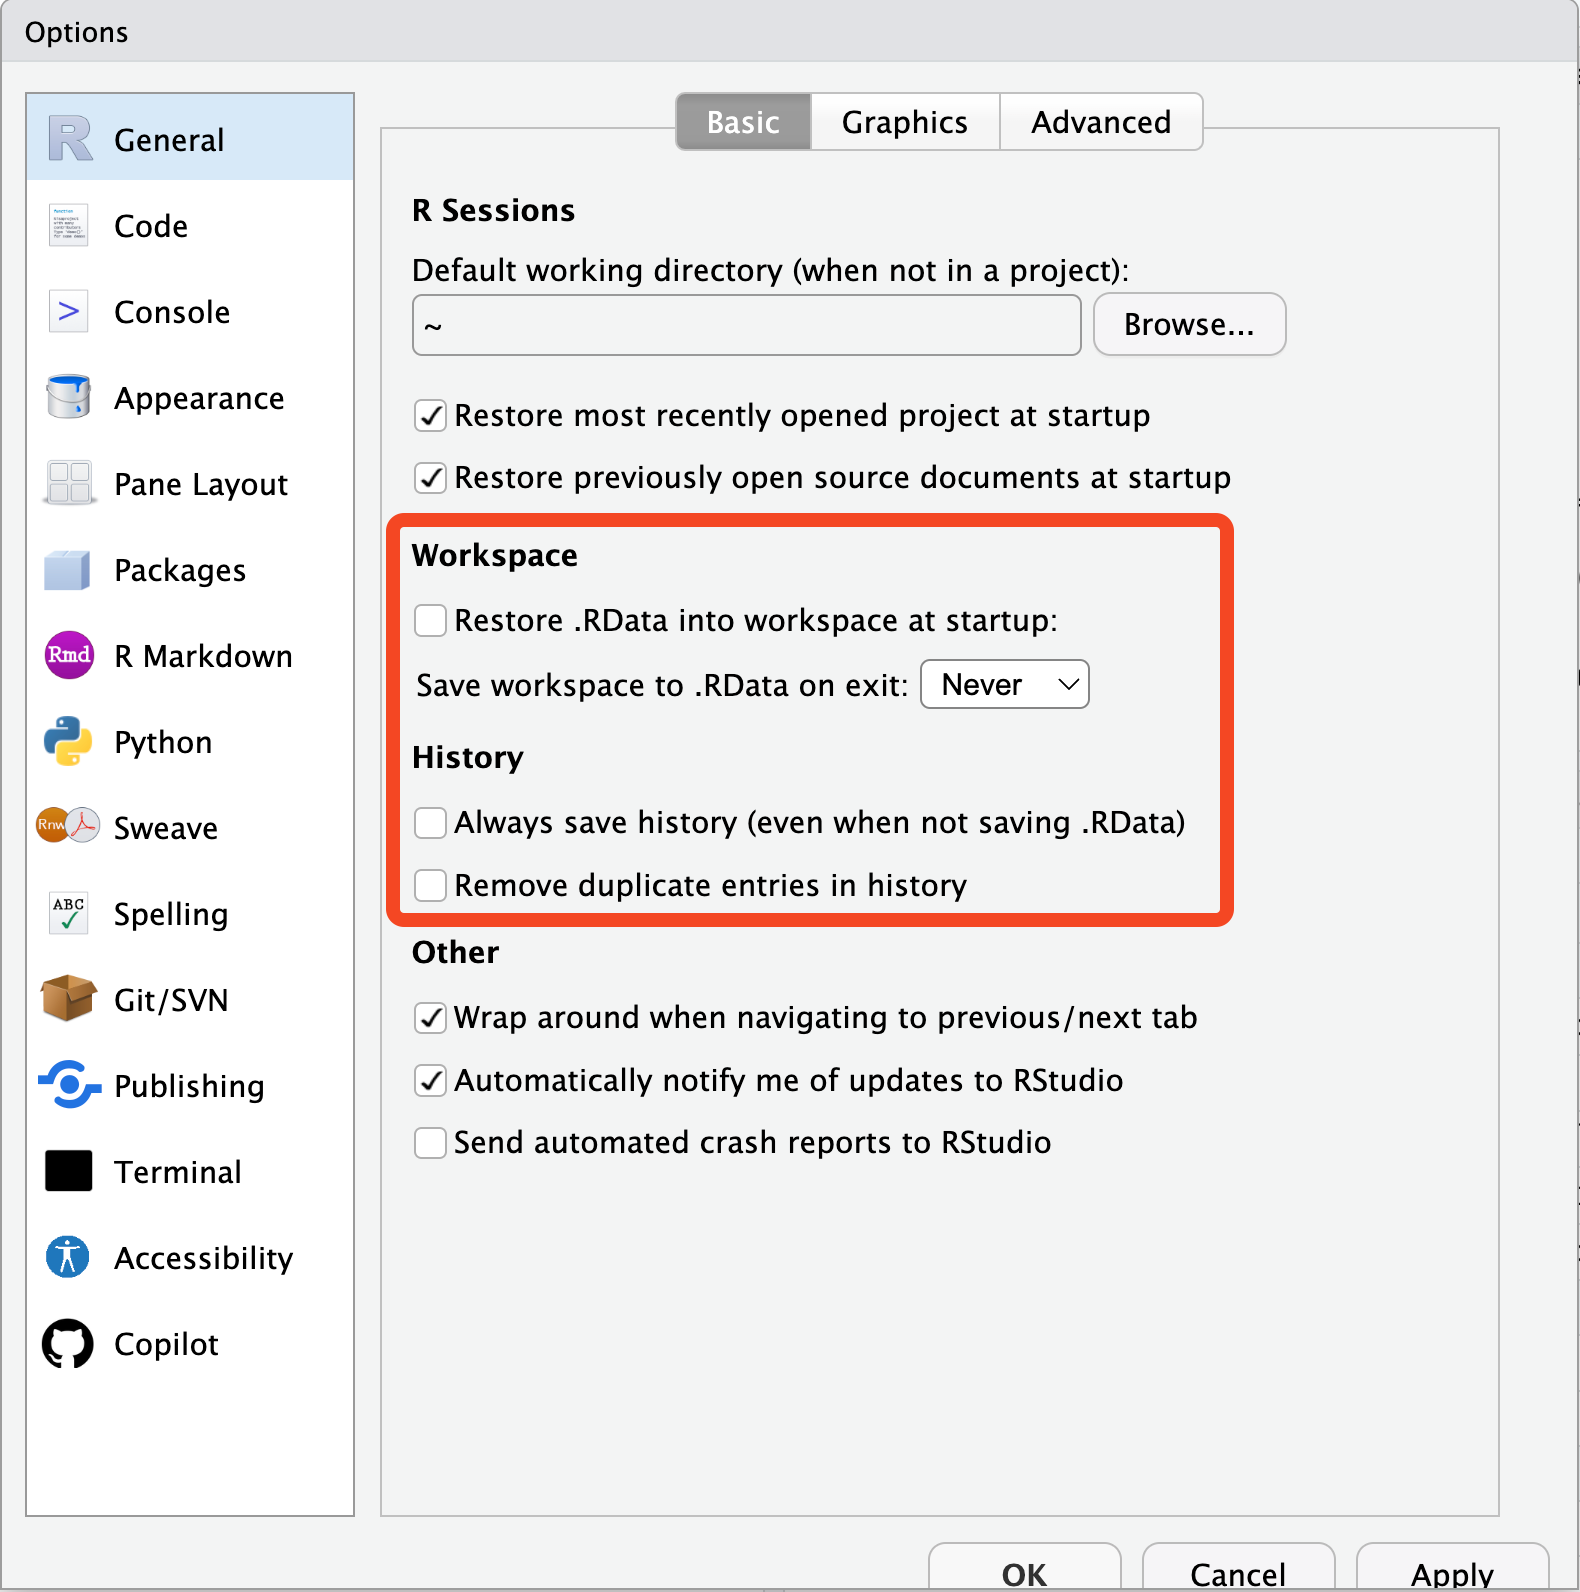 Options
General
Code
Console
Appearance
Pane Layout
Packages
Rmd
R Markdown
Python
Rnw
Sweave
ABC
Spelling
Git/SVN
Publishing
Terminal
Accessibility
Copilot
Basic
Graphics
Advanced
R Sessions
Default working directory (when not in a project):
~
Browse...
Restore most recently opened project at startup
Restore previously open source documents at startup
Workspace
Restore .RData into workspace at startup:
Save workspace to .RData on exit: Never
History
Always save history (even when not saving .RData)
Remove duplicate entries in history
Other
Wrap around when navigating to previous/next tab
Automatically notify me of updates to RStudio
Send automated crash reports to RStudio
OK
Cancel
Apply